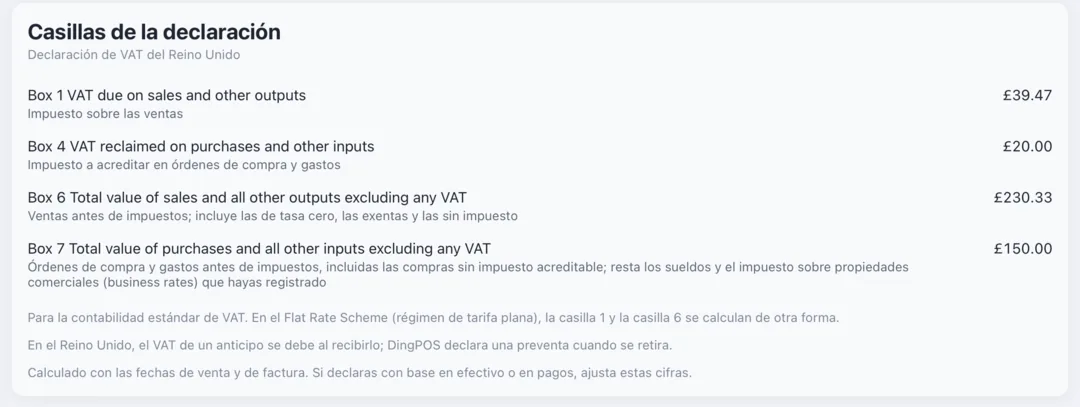 Casillas de la declaración
Declaración de VAT del Reino Unido
Box 1 VAT due on sales and other outputs £39.47
Impuesto sobre las ventas
Box 4 VAT reclaimed on purchases and other inputs £20.00
Impuesto a acreditar en órdenes de compra y gastos
Box 6 Total value of sales and all other outputs excluding any VAT £230.33
Ventas antes de impuestos; incluye las de tasa cero, las exentas y las sin impuesto
Box 7 Total value of purchases and all other inputs excluding any VAT £150.00
Órdenes de compra y gastos antes de impuestos, incluidas las compras sin impuesto acreditable; resta los sueldos y el impuesto sobre propiedades
comerciales (business rates) que hayas registrado
Para la contabilidad estándar de VAT. En el Flat Rate Scheme (régimen de tarifa plana), la casilla 1 y la casilla 6 se calculan de otra forma.
En el Reino Unido, el VAT de un anticipo se debe al recibirlo; DingPOS declara una preventa cuando se retira.
Calculado con las fechas de venta y de factura. Si declaras con base en efectivo o en pagos, ajusta estas cifras.